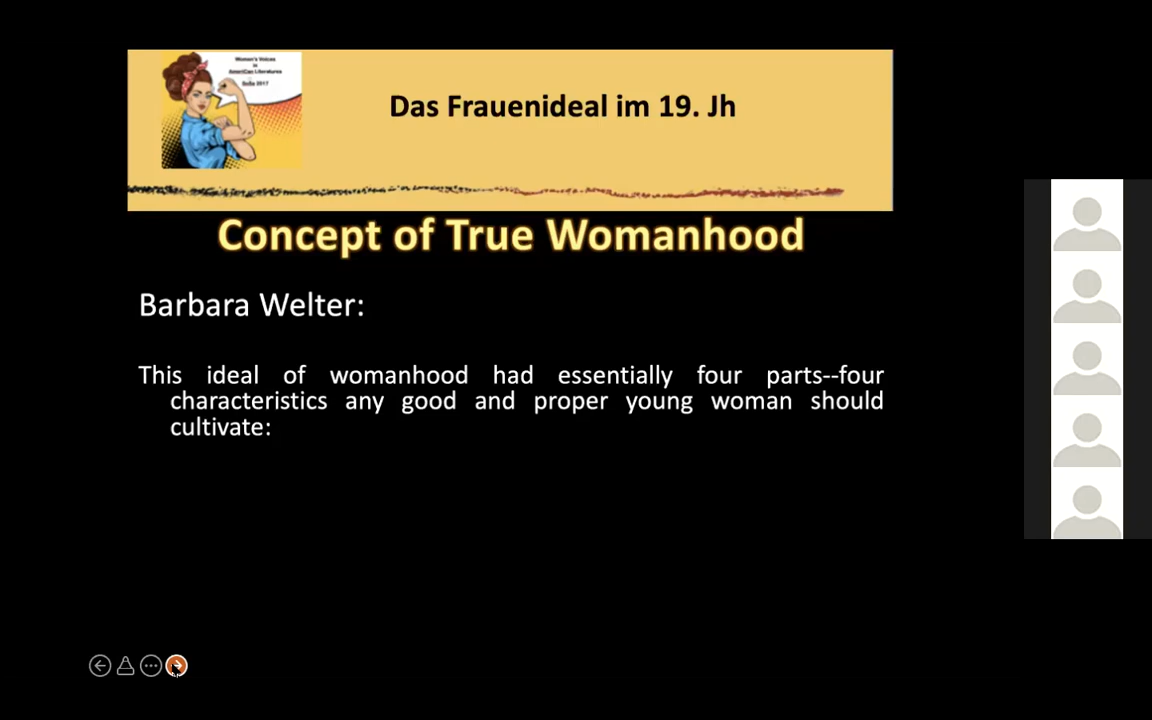 Women's Voices
in
American Literatures
Sofia 2017
Das Frauenideal im 19. Jh
Concept of True Womanhood
Barbara Welter:
This ideal of womanhood had essentially four parts--four
characteristics any good and proper young woman should
cultivate: